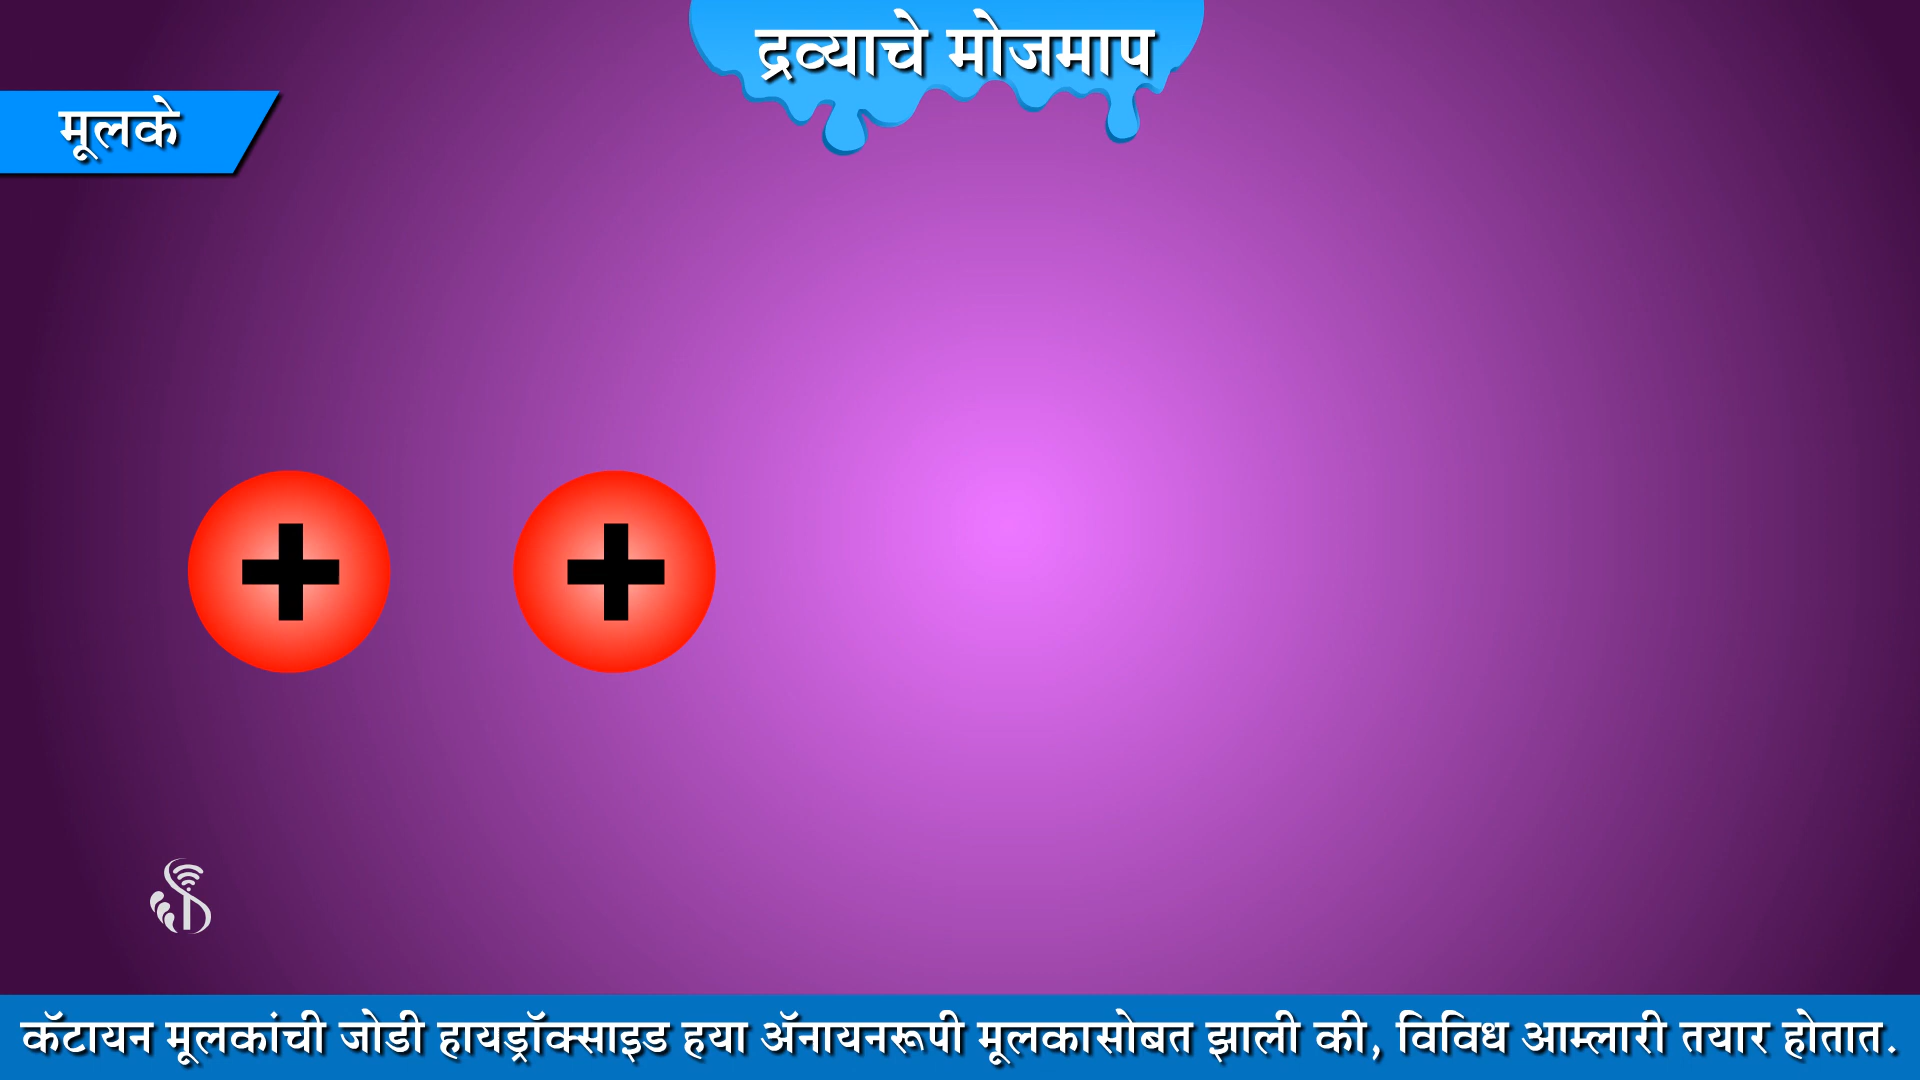 द्रव्याचे मोजमाप
मूलके
कॅटायन मूलकांची जोडी हायड्रॉक्साइड हया ॲनायनरूपी मूलकासोबत झाली की, विविध आम्लारी तयार होतात.